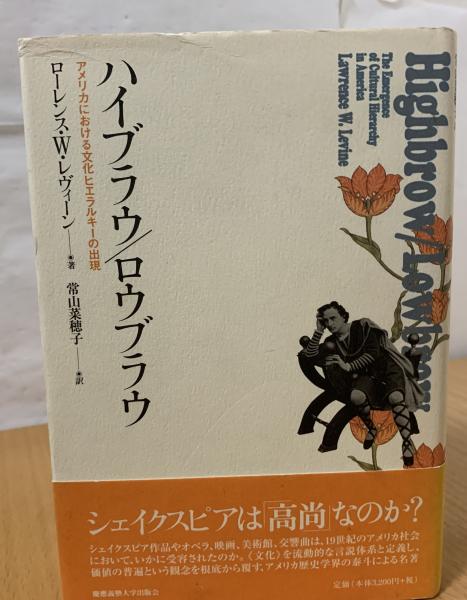 Highbrow/Lowbrow
The Emergence
of Cultural Hierarchy
in America
Lawrence W. Levine
ハイブラウ/ロウブラウ
アメリカにおける文化ヒエラルキーの出現
ローレンス・W・レヴィーン 著
常山菜穂子 訳
シェイクスピアは「高尚」なのか?
シェイクスピア作品やオペラ、映画、美術館、交響曲は、19世紀のアメリカ社会
において、いかに受容されたのか。《文化》を流動的な言説体系と定義し、
価値の普遍という観念を根底から覆す、アメリカ歴史学界の泰斗による名著
慶應義塾大学出版会
定価(本体3,200円+税)